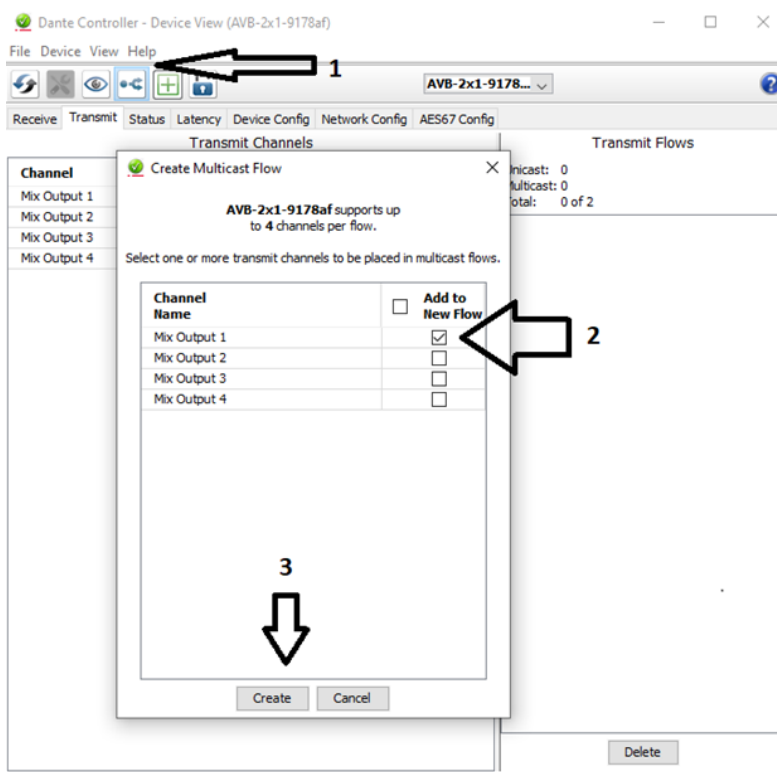 Dante Controller - Device View (AVB-2x1-9178af)
File Device View Help
1
AVB-2x1-9178...
?
Receive Transmit Status Latency Device Config Network Config AES67 Config
Transmit Channels
Transmit Flows
Channel
Mix Output 1
Mix Output 2
Mix Output 3
Mix Output 4
Unicast: 0
Multicast: 0
Total: 0 of 2
Create Multicast Flow
AVB-2x1-9178af supports up
to 4 channels per flow.
Select one or more transmit channels to be placed in multicast flows.
Channel
Name
Add to
New Flow
Mix Output 1
Mix Output 2
Mix Output 3
Mix Output 4
2
3
Create Cancel
Delete